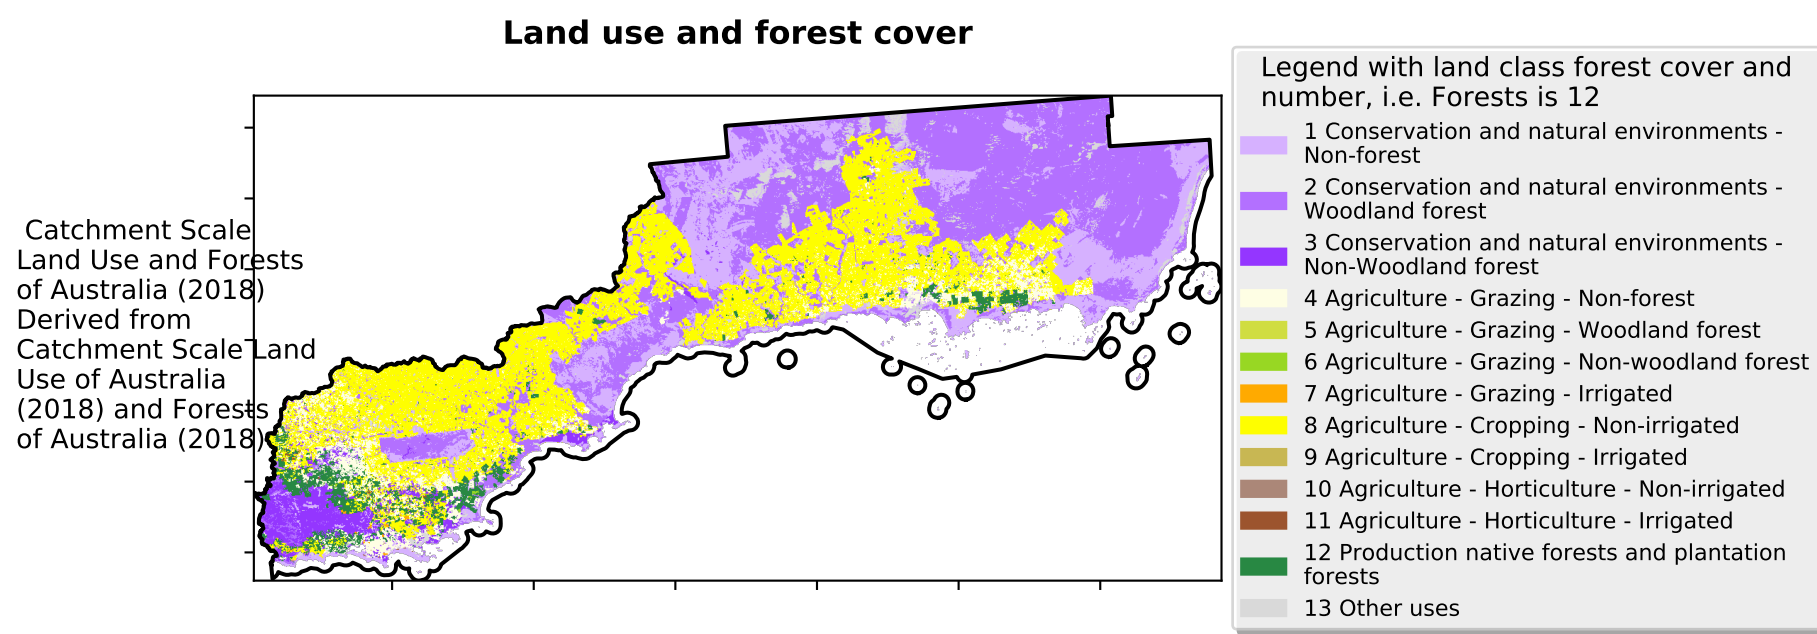 Land use and forest cover
Catchment Scale
Land Use and Forests
of Australia (2018)
Derived from
Catchment Scale Land
Use of Australia
(2018) and Forests
of Australia (2018)
Legend with land class forest cover and
number, i.e. Forests is 12
1 Conservation and natural environments -
Non-forest
2 Conservation and natural environments -
Woodland forest
3 Conservation and natural environments -
Non-Woodland forest
4 Agriculture - Grazing - Non-forest
5 Agriculture - Grazing - Woodland forest
6 Agriculture - Grazing - Non-woodland forest
7 Agriculture - Grazing - Irrigated
8 Agriculture - Cropping - Non-irrigated
9 Agriculture - Cropping - Irrigated
10 Agriculture - Horticulture - Non-irrigated
11 Agriculture - Horticulture - Irrigated
12 Production native forests and plantation
forests
13 Other uses